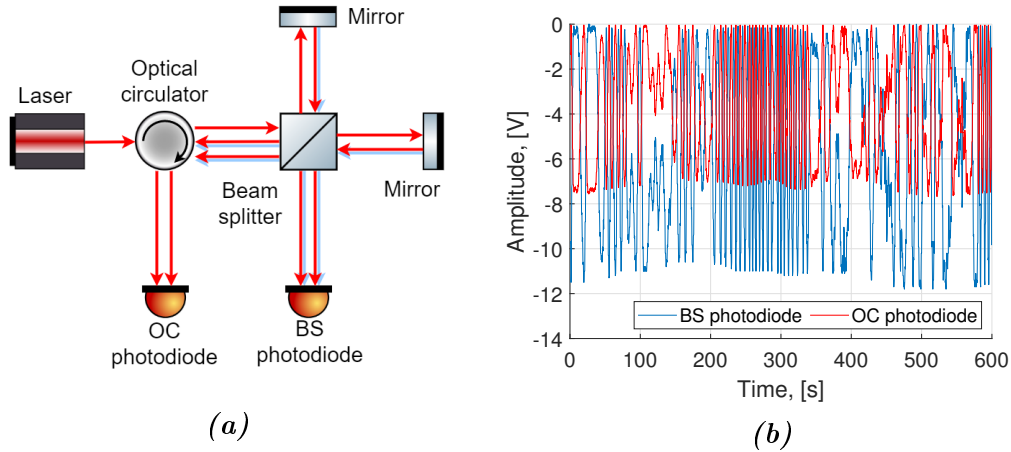 Mirror
Optical
circulator
Laser
Mirror
Beam
splitter
OC
photodiode
BS
photodiode
(a)
Amplitude, [V]
0
-2
-4
-6
-8
-10
-12
-14
BS photodiode
OC photodiode
0
100
200
300
400
500
600
Time, [s]
(b)